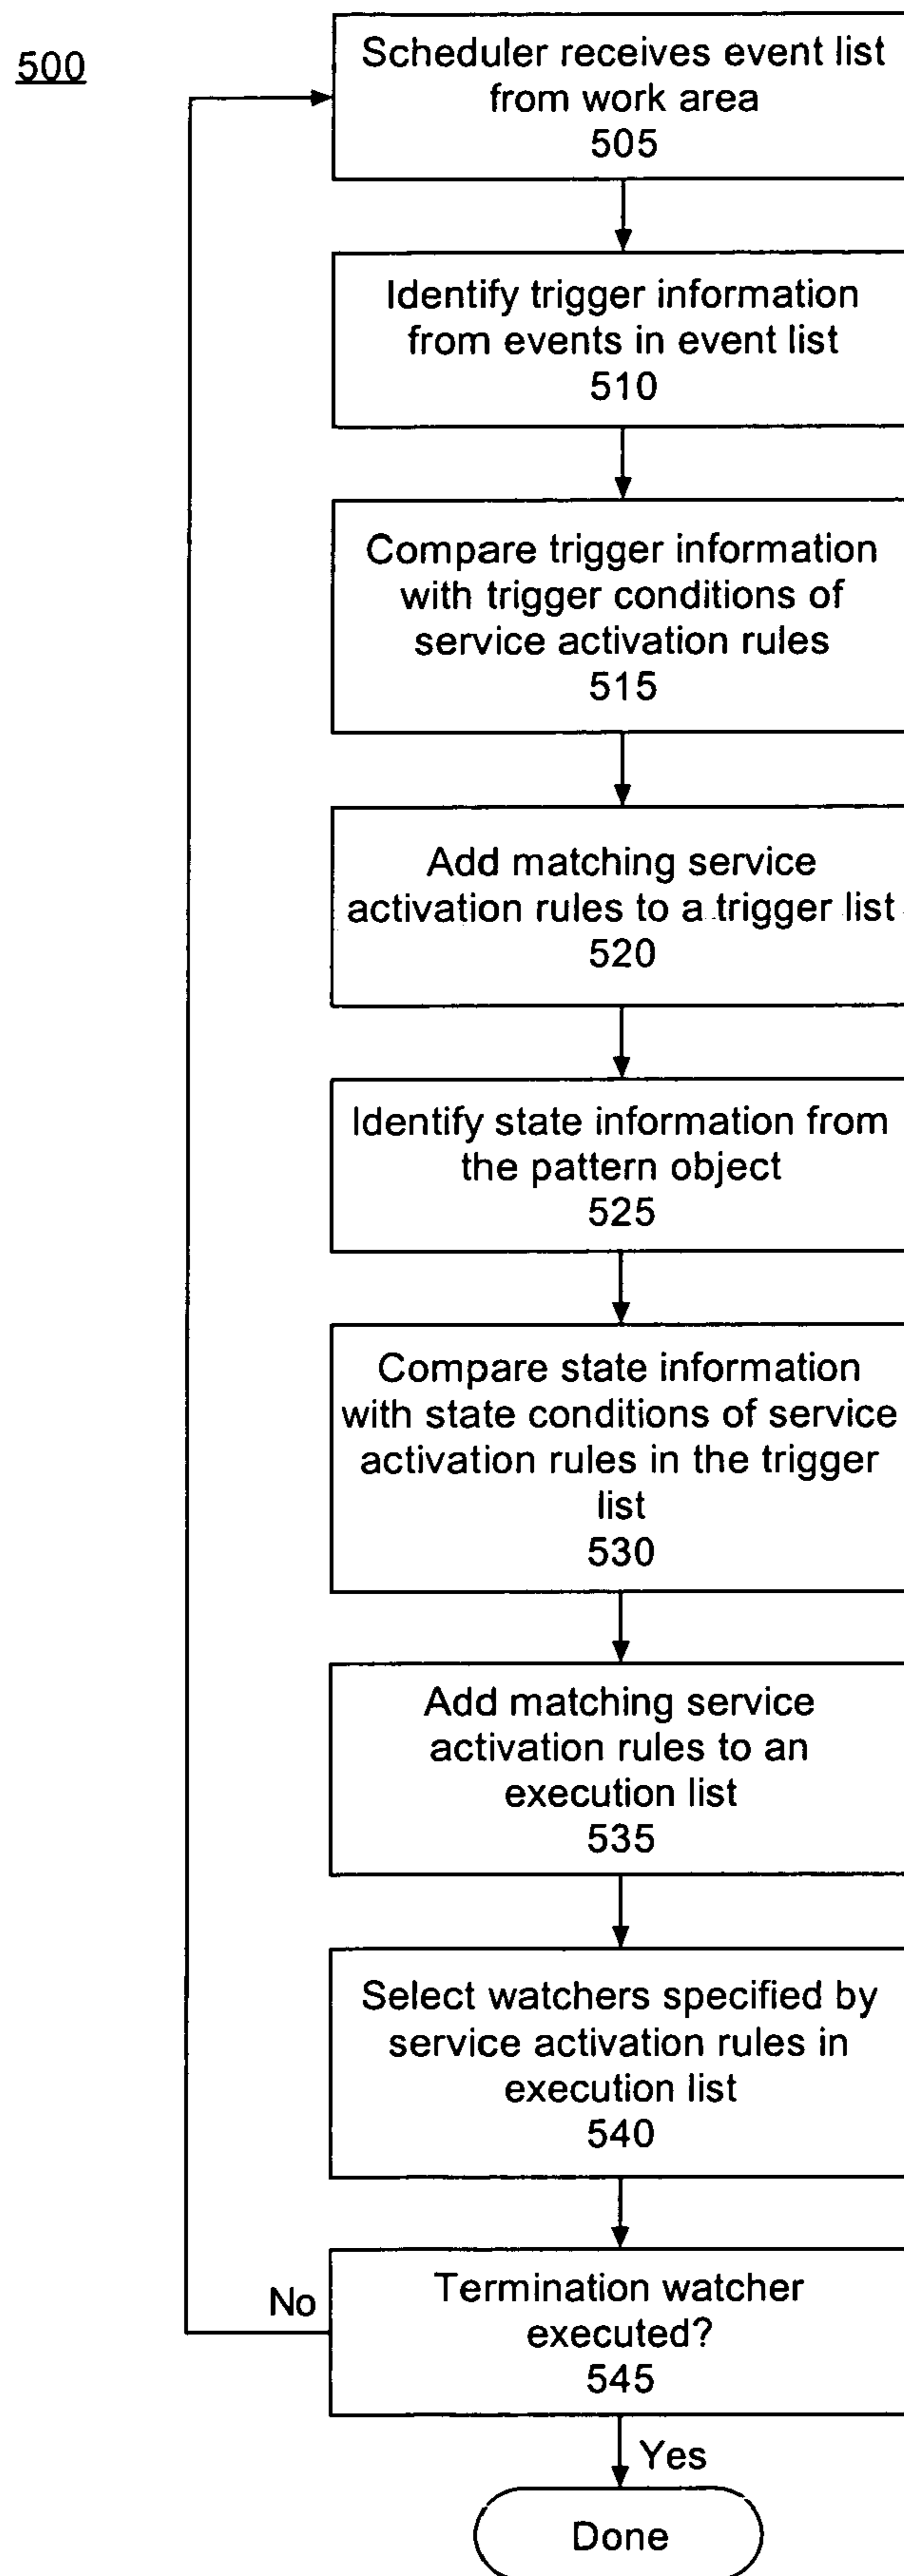 500
Scheduler receives event list
from work area
505
Identify trigger information
from events in event list
510
Compare trigger information
with trigger conditions of
service activation rules
515
Add matching service
activation rules to a trigger list
520
Identify state information from
the pattern object
525
Compare state information
with state conditions of service
activation rules in the trigger
list
530
Add matching service
activation rules to an
execution list
535
Select watchers specified by
service activation rules in
execution list
540
Termination watcher
executed?
545
No
Yes
Done